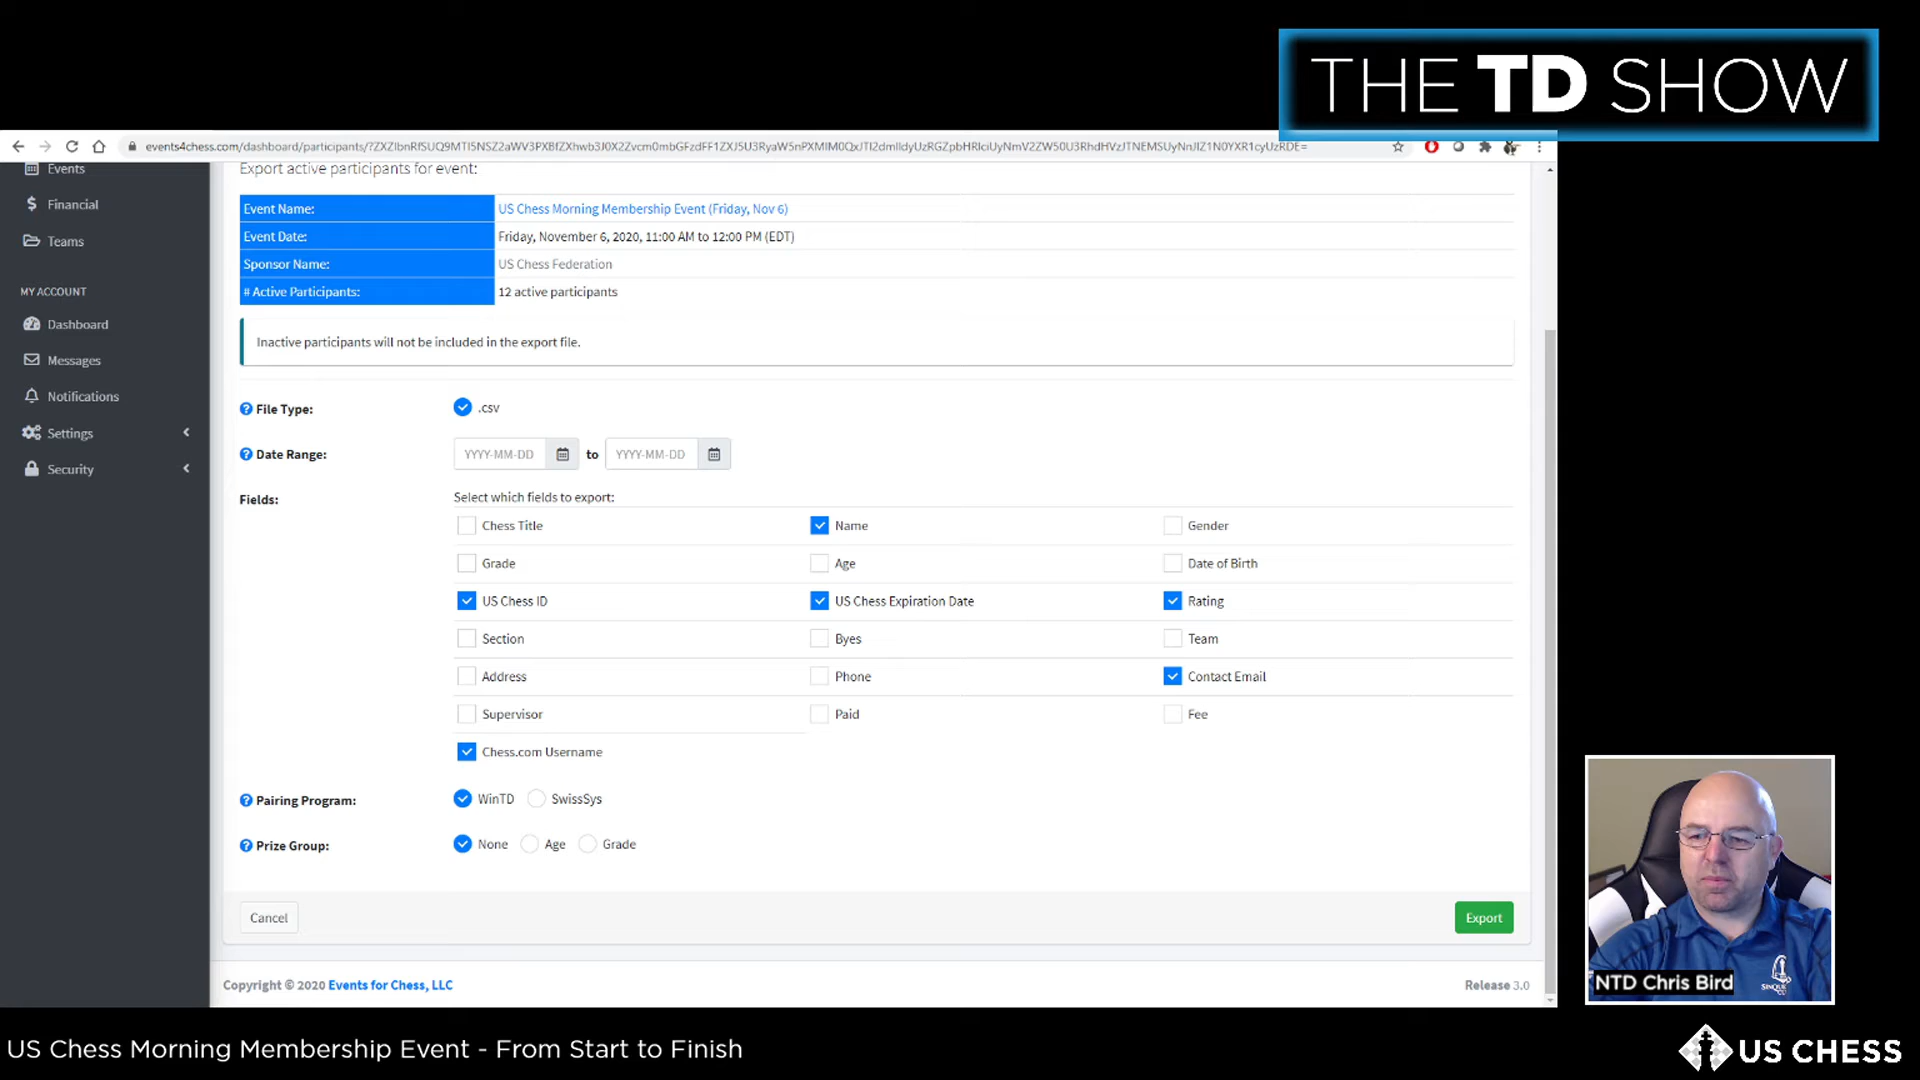 THE TD SHOW
Events
Financial
Teams
MY ACCOUNT
Dashboard
Messages
Notifications
Settings
Security
Export active participants for event:
Event Name: US Chess Morning Membership Event (Friday, Nov 6)
Event Date: Friday, November 6, 2020, 11:00 AM to 12:00 PM (EDT)
Sponsor Name: US Chess Federation
# Active Participants: 12 active participants
Inactive participants will not be included in the export file.
File Type: .csv
Date Range: YYYY-MM-DD to YYYY-MM-DD
Fields: Select which fields to export:
Chess Title Name Gender
Grade Age Date of Birth
US Chess ID US Chess Expiration Date Rating
Section Byes Team
Address Phone Contact Email
Supervisor Paid Fee
Chess.com Username
Pairing Program: WinTD SwissSys
Prize Group: None Age Grade
Cancel Export
Copyright © 2020 Events for Chess, LLC Release 3.0
NTD Chris Bird
US Chess Morning Membership Event - From Start to Finish
US CHESS